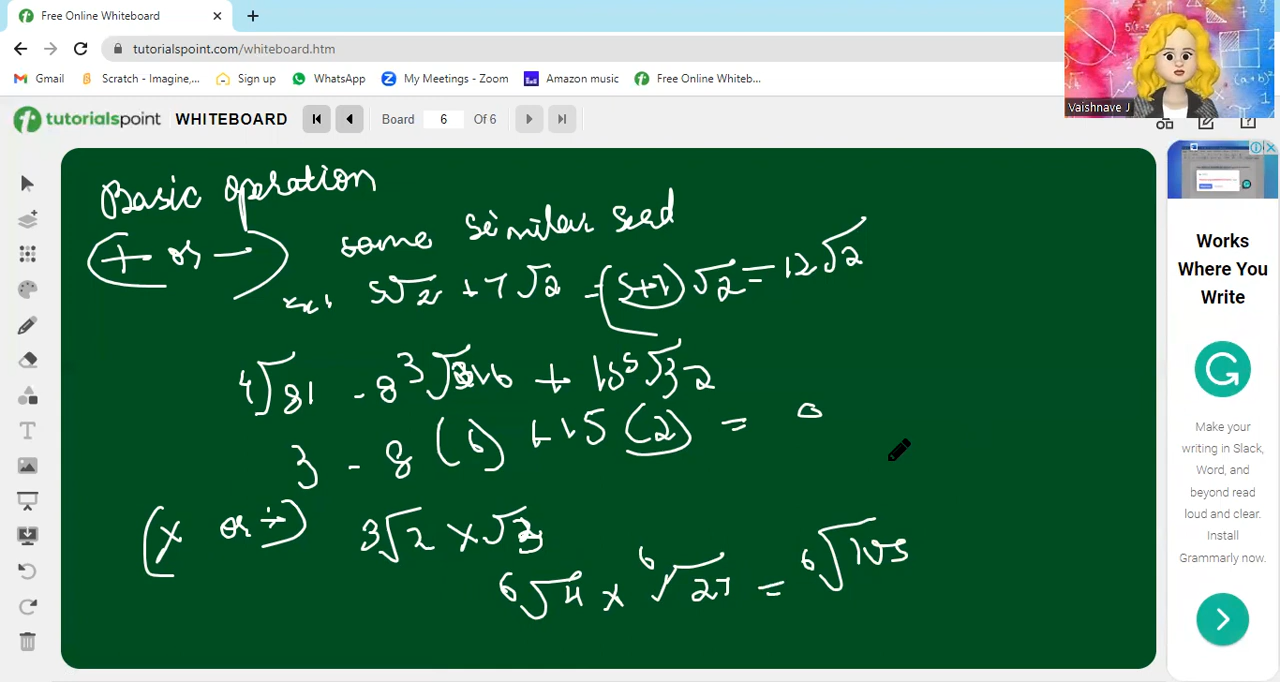 Free Online Whiteboard
tutorialspoint.com/whiteboard.htm
Gmail
Scratch - Imagine,...
Sign up
WhatsApp
My Meetings - Zoom
Amazon music
Free Online Whiteb...
Vaishnave J
tutorialspoint WHITEBOARD
Board 6 Of 6
Basic operation
(+ or -) some similar surd
5√2 + 7√2 = (5+7)√2 = 12√2
⁴√81 - 8 ³√216 + 15 ⁵√32
3 - 8 (6) + 15 (2) =
(× or ÷) ³√2 × √3
⁶√4 × ⁶√27 = ⁶√108
Works
Where You
Write
Make your
writing in Slack,
Word, and
beyond read
loud and clear.
Install
Grammarly now.